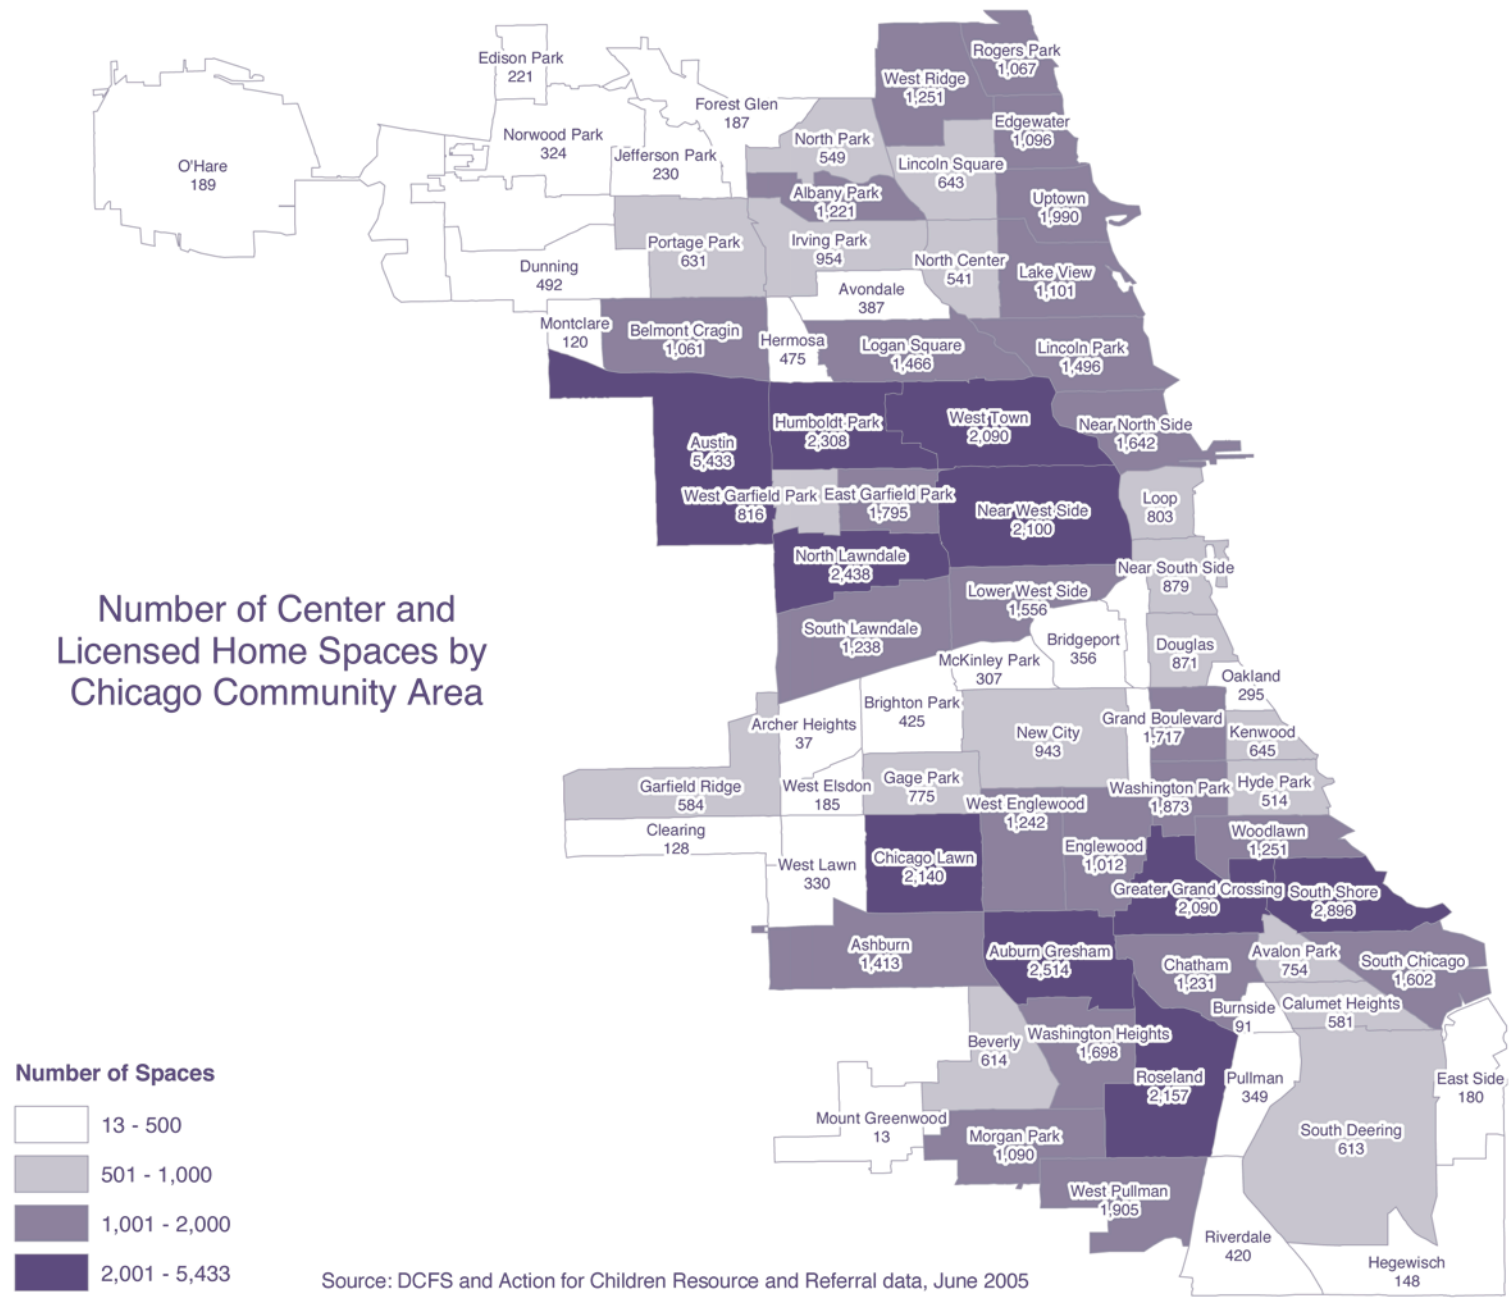 Edison Park
221
Rogers Park
1,067
West Ridge
1,251
Forest Glen
187
Edgewater
1,096
Norwood Park
324
North Park
549
Jefferson Park
230
Lincoln Square
643
O'Hare
189
Albany Park
1,221
Uptown
1,990
Portage Park
631
Irving Park
954
North Center
541
Dunning
492
Lake View
1,101
Avondale
387
Montclare
120
Belmont Cragin
1,061
Hermosa
475
Logan Square
1,466
Lincoln Park
1,496
Humboldt Park
2,308
West Town
2,090
Near North Side
1,642
Austin
5,433
West Garfield Park
816
East Garfield Park
1,795
Near West Side
2,100
Loop
803
North Lawndale
2,438
Near South Side
879
Lower West Side
1,556
South Lawndale
1,238
Bridgeport
356
Douglas
871
McKinley Park
307
Oakland
295
Number of Center and
Licensed Home Spaces by
Chicago Community Area
Brighton Park
425
Archer Heights
37
Grand Boulevard
1,717
New City
943
Kenwood
645
Garfield Ridge
584
West Elsdon
185
Gage Park
775
Washington Park
1,873
Hyde Park
514
West Englewood
1,242
Clearing
128
Woodlawn
1,251
West Lawn
330
Chicago Lawn
2,140
Englewood
1,012
Greater Grand Crossing
2,090
South Shore
2,896
Ashburn
1,413
Auburn Gresham
2,514
Chatham
1,231
Avalon Park
754
South Chicago
1,602
Burnside
91
Calumet Heights
581
Beverly
614
Washington Heights
1,698
Roseland
2,157
Pullman
349
East Side
180
Mount Greenwood
13
Morgan Park
1,090
South Deering
613
West Pullman
1,905
Riverdale
420
Hegewisch
148
Number of Spaces
13 - 500
501 - 1,000
1,001 - 2,000
2,001 - 5,433
Source: DCFS and Action for Children Resource and Referral data, June 2005